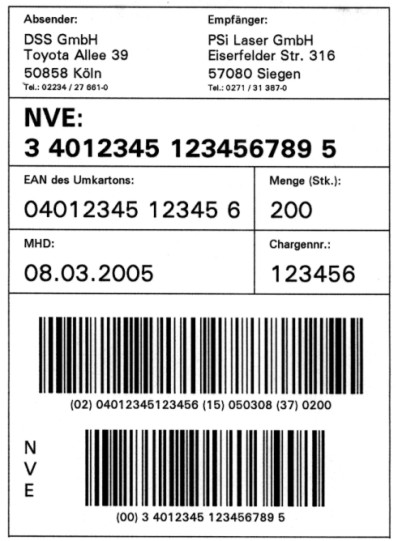 Absender:
DSS GmbH
Toyota Allee 39
50858 Köln
Tel.: 02234 / 27 661-0
Empfänger:
PSi Laser GmbH
Eiserfelder Str. 316
57080 Siegen
Tel.: 0271 / 31 387-0
NVE:
3 4012345 123456789 5
EAN des Umkartons:
04012345 12345 6
Menge (Stk.):
200
MHD:
08.03.2005
Chargennr.:
123456
(02) 04012345123456 (15) 050308 (37) 0200
N
V
E
(00) 3 4012345 123456789 5